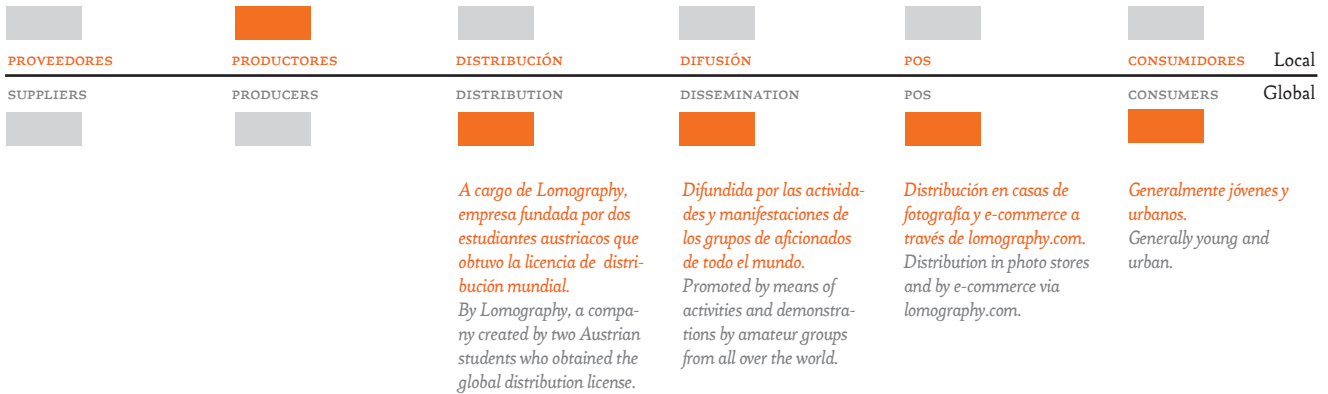 PROVEEDORES PRODUCTORES DISTRIBUCIÓN DIFUSIÓN POS CONSUMIDORES Local
SUPPLIERS PRODUCERS DISTRIBUTION DISSEMINATION POS CONSUMERS Global
A cargo de Lomography,
empresa fundada por dos
estudiantes austriacos que
obtuvo la licencia de distri-
bución mundial.
By Lomography, a compa-
ny created by two Austrian
students who obtained the
global distribution license.
Difundida por las activida-
des y manifestaciones de
los grupos de aficionados
de todo el mundo.
Promoted by means of
activities and demonstra-
tions by amateur groups
from all over the world.
Distribución en casas de
fotografía y e-commerce a
través de lomography.com.
Distribution in photo stores
and by e-commerce via
lomography.com.
Generalmente jóvenes y
urbanos.
Generally young and
urban.